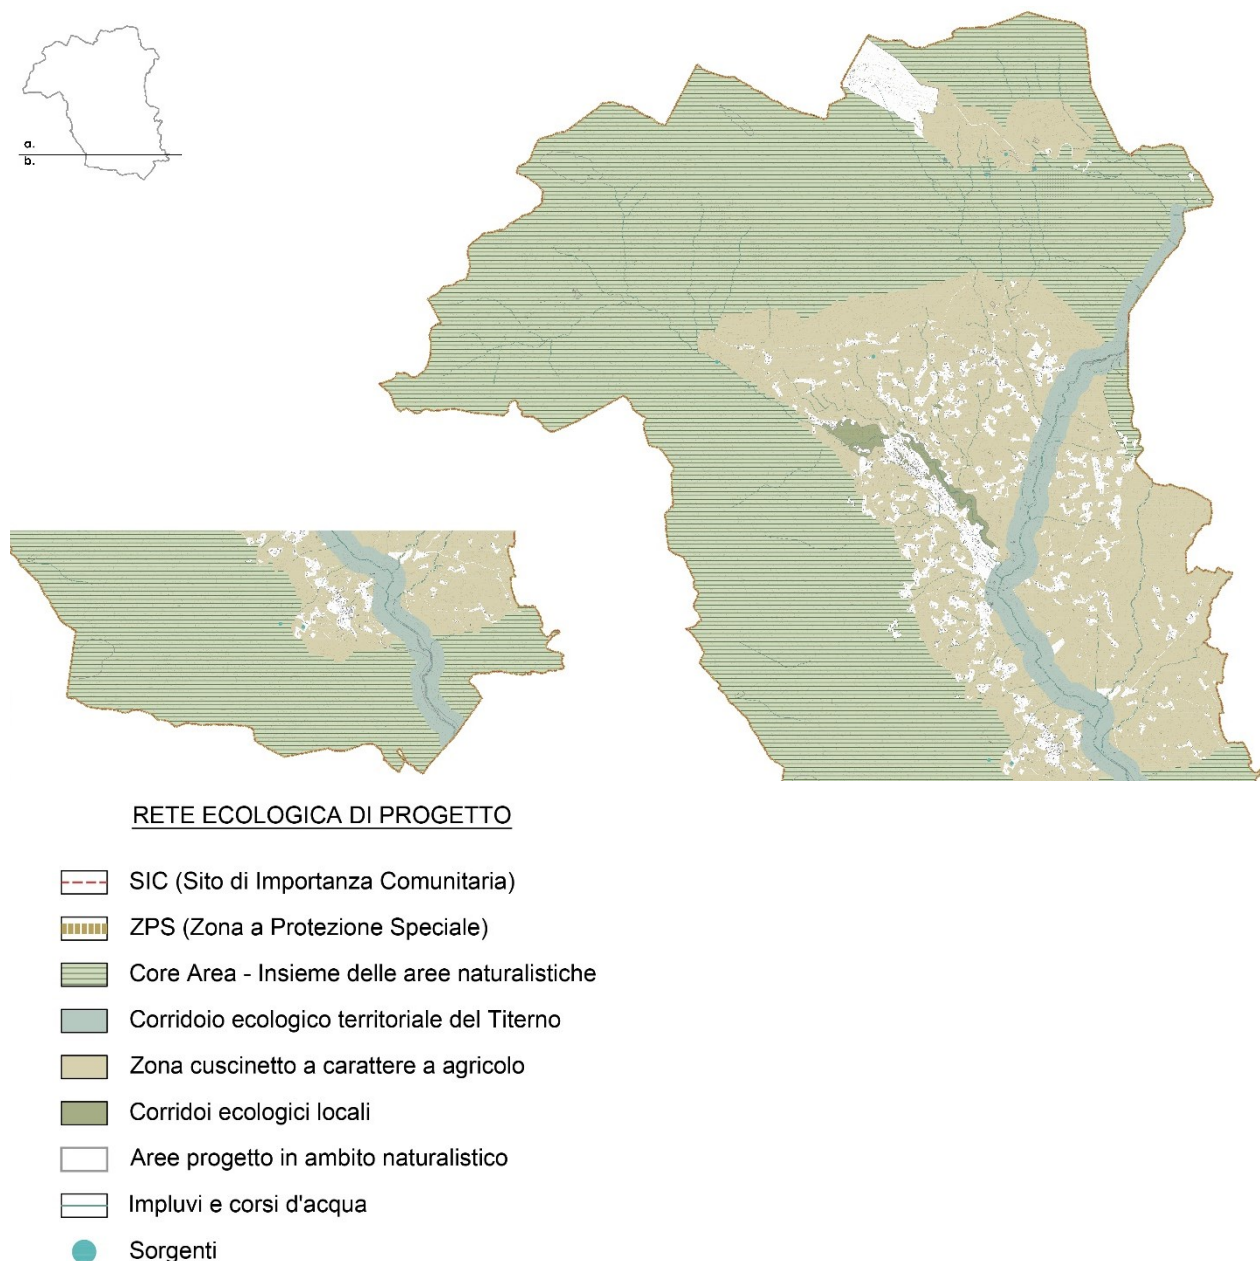 a.
b.
RETE ECOLOGICA DI PROGETTO
SIC (Sito di Importanza Comunitaria)
ZPS (Zona a Protezione Speciale)
Core Area - Insieme delle aree naturalistiche
Corridoio ecologico territoriale del Titerno
Zona cuscinetto a carattere a agricolo
Corridoi ecologici locali
Aree progetto in ambito naturalistico
Impluvi e corsi d'acqua
Sorgenti